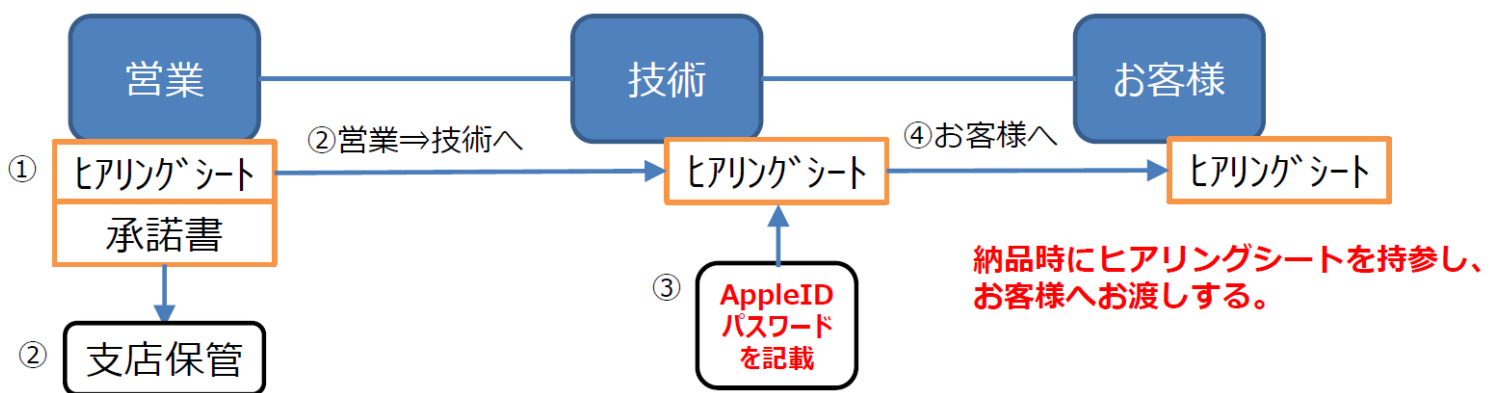 営業
技術
お客様
②営業⇒技術へ
④お客様へ
①
ﾋｱﾘﾝｸﾞｼｰﾄ
ﾋｱﾘﾝｸﾞｼｰﾄ
ﾋｱﾘﾝｸﾞｼｰﾄ
承諾書
納品時にヒアリングシートを持参し、
お客様へお渡しする。
③
AppleID
パスワード
を記載
②
支店保管